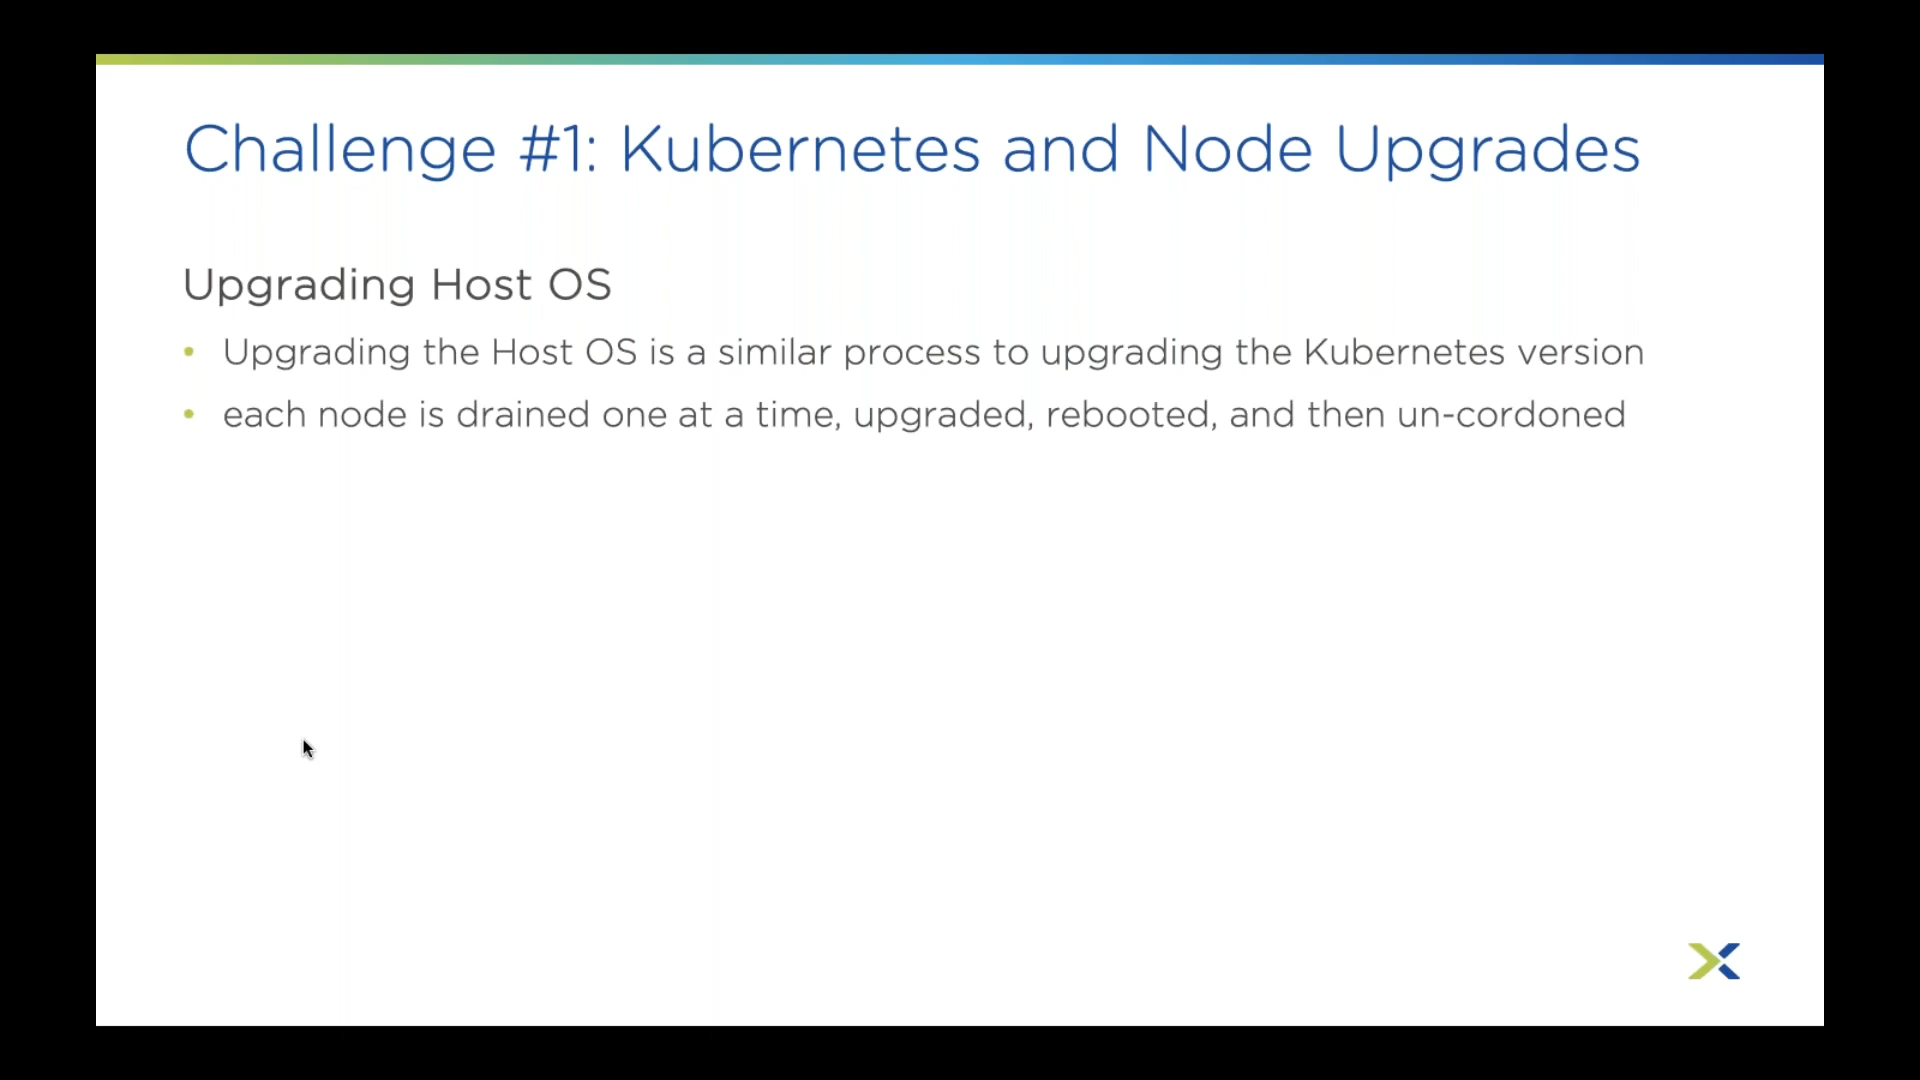 Challenge #1: Kubernetes and Node Upgrades
Upgrading Host OS
• Upgrading the Host OS is a similar process to upgrading the Kubernetes version
• each node is drained one at a time, upgraded, rebooted, and then un-cordoned